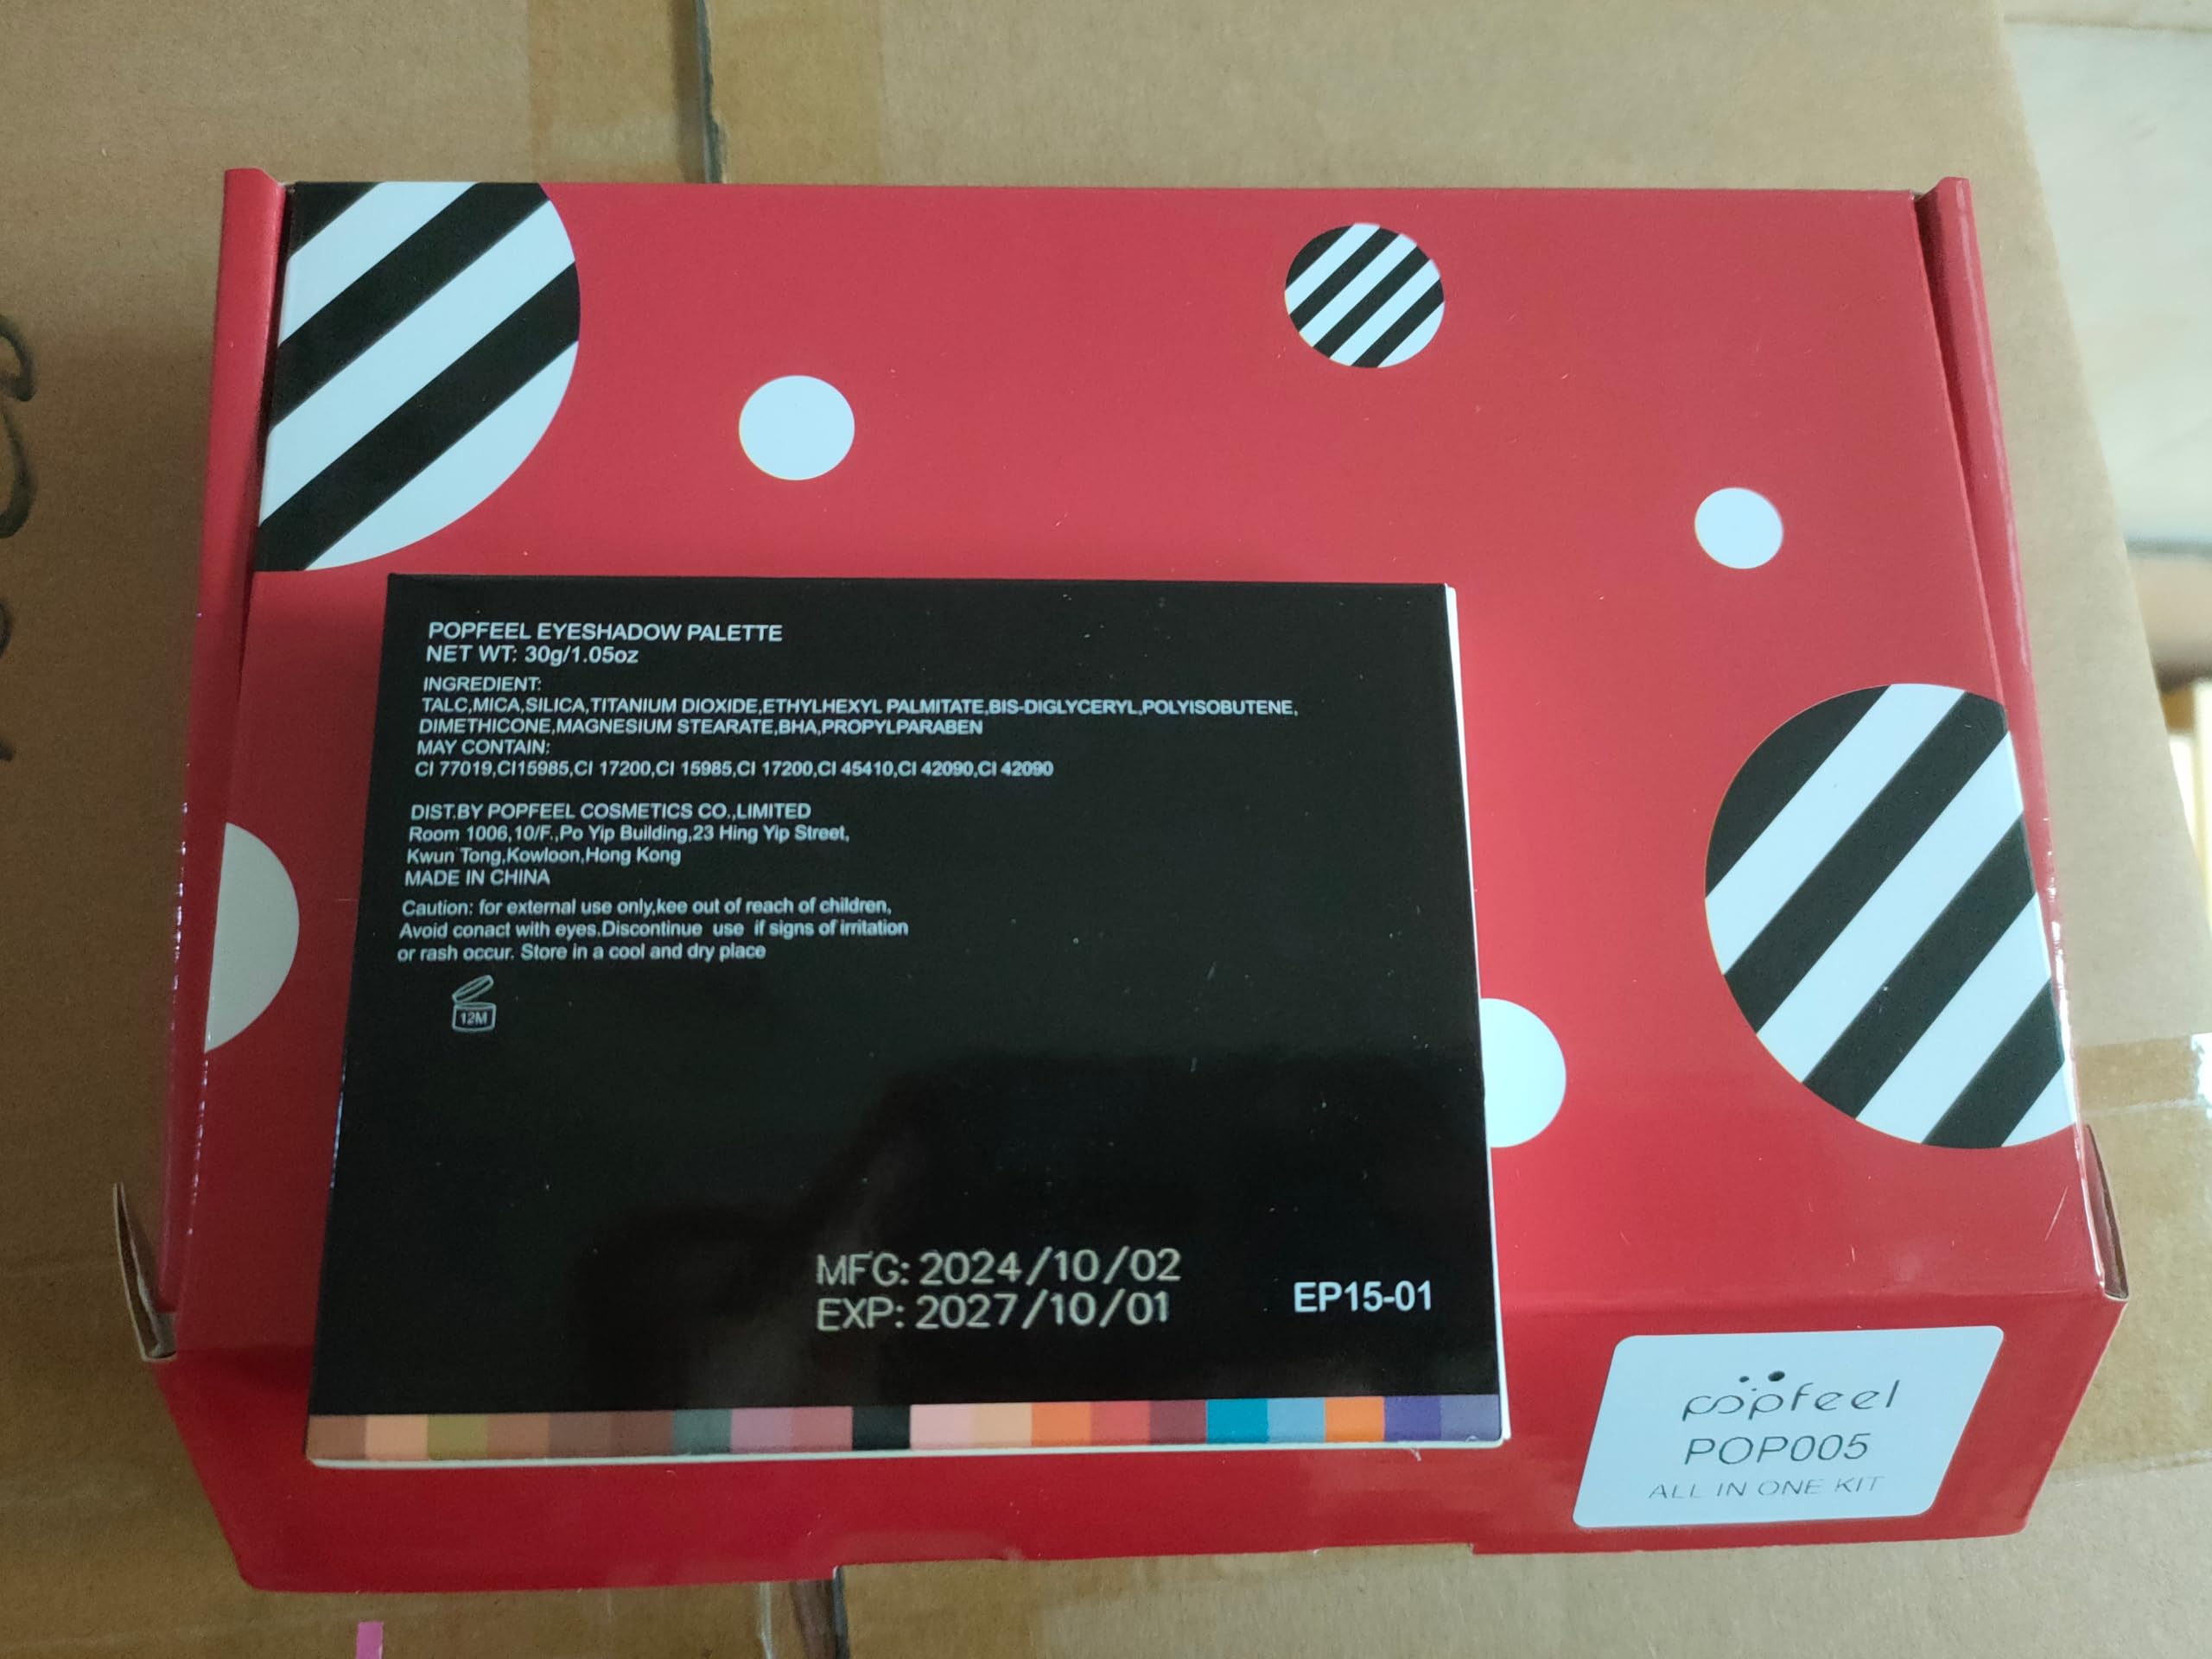 POPFEEL EYESHADOW PALETTE
NET WT: 30g/1.05oz
INGREDIENT:
TALC,MICA,SILICA,TITANIUM DIOXIDE,ETHYLHEXYL PALMITATE,BIS-DIGLYCERYL,POLYISOBUTENE,
DIMETHICONE,MAGNESIUM STEARATE,BHA,PROPYLPARABEN
MAY CONTAIN:
CI 77019,CI15985,CI 17200,CI 15985,CI 17200,CI 45410,CI 42090,CI 42090
DIST.BY POPFEEL COSMETICS CO.,LIMITED
Room 1006,10/F.,Po Yip Building,23 Hing Yip Street,
Kwun Tong,Kowloon,Hong Kong
MADE IN CHINA
Caution: for external use only,kee out of reach of children,
Avoid conact with eyes.Discontinue use if signs of irritation
or rash occur. Store in a cool and dry place
12M
MFG: 2024/10/02
EXP: 2027/10/01
EP15-01
popfeel
POP005
ALL IN ONE KIT